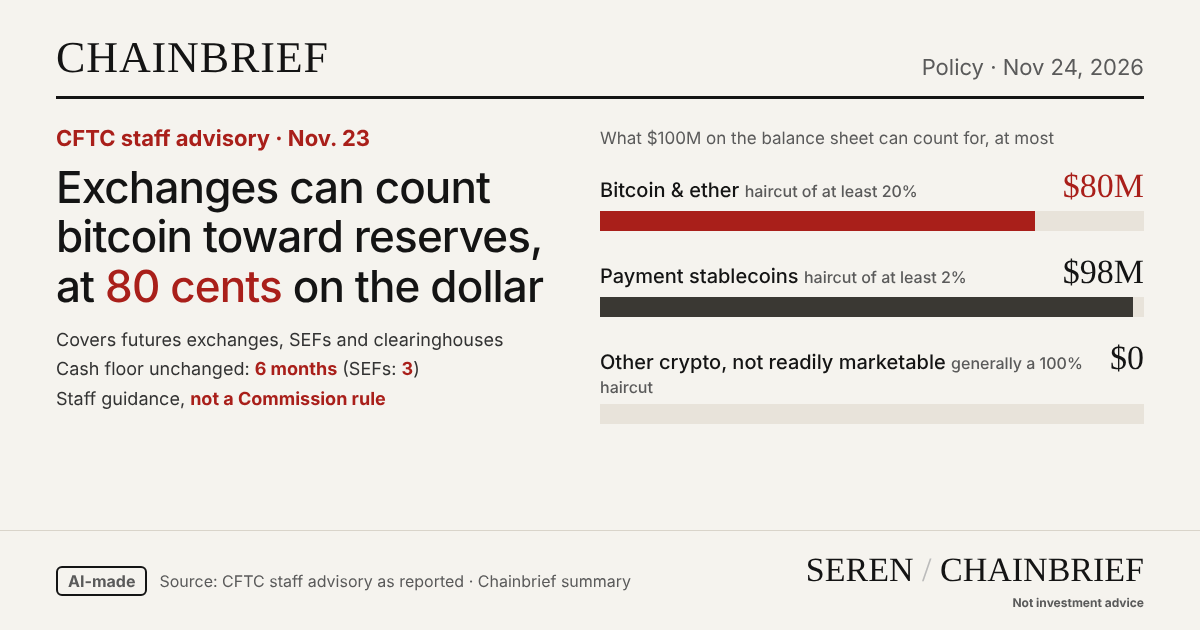 CHAINBRIEF
Policy · Nov 24, 2026
CFTC staff advisory · Nov. 23
Exchanges can count
bitcoin toward reserves,
at 80 cents on the dollar
Covers futures exchanges, SEFs and clearinghouses
Cash floor unchanged: 6 months (SEFs: 3)
Staff guidance, not a Commission rule
What $100M on the balance sheet can count for, at most
Bitcoin & ether haircut of at least 20% $80M
Payment stablecoins haircut of at least 2% $98M
Other crypto, not readily marketable generally a 100% $0
haircut
AI-made Source: CFTC staff advisory as reported · Chainbrief summary
SEREN / CHAINBRIEF
Not investment advice